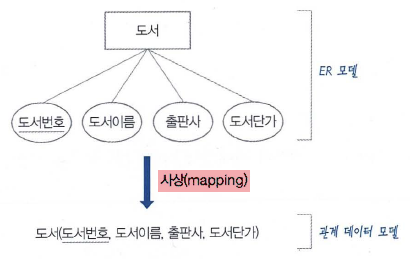 도서
ER 모델
도서번호
도서이름
출판사
도서단가
사상(mapping)
도서(도서번호, 도서이름, 출판사, 도서단가)
관계 데이터 모델